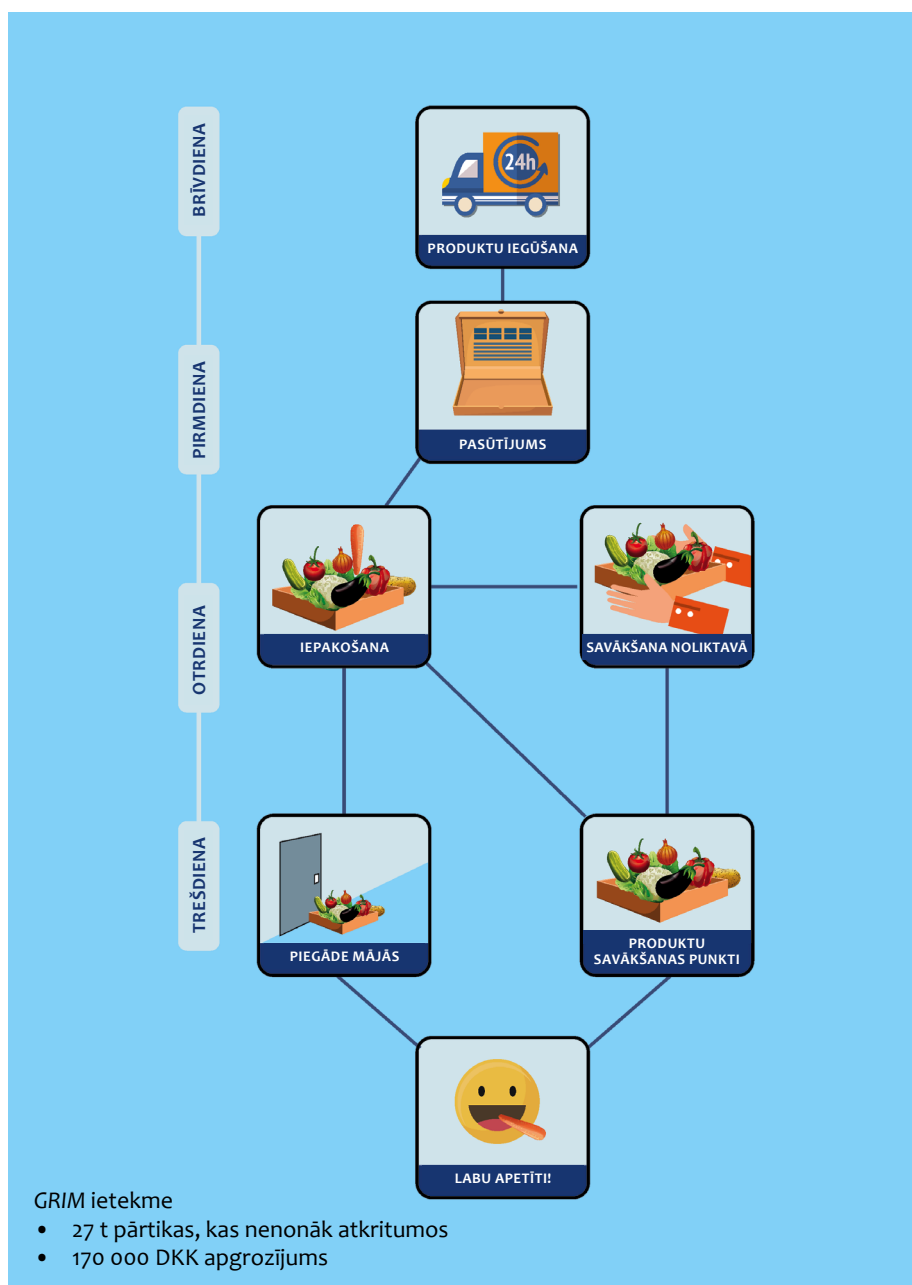 BRĪVDIENA
24h
PRODUKTU IEGŪŠANA
PIRMDIENA
PASŪTĪJUMS
OTRDIENA
IEPAKOŠANA
SAVĀKŠANA NOLIKTAVĀ
TREŠDIENA
PIEGĀDE MĀJĀS
PRODUKTU
SAVĀKŠANAS PUNKTI
LABU APETĪTI!
GRIM ietekme
• 27 t pārtikas, kas nenonāk atkritumos
• 170 000 DKK apgrozījums